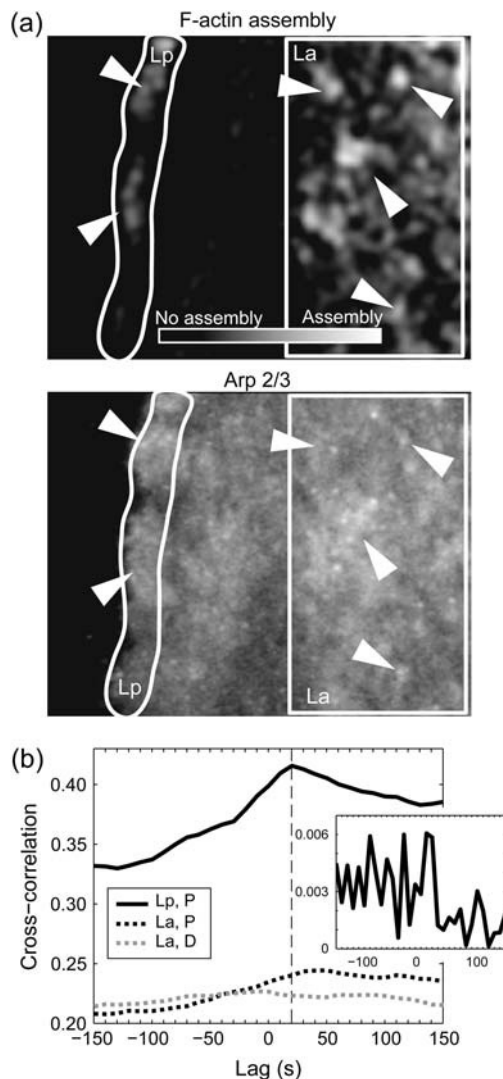 (a)
F-actin assembly
Lp
La
No assembly
Assembly
Arp 2/3
Lp
La
(b)
Cross-correlation
0.40
0.35
0.30
0.25
0.20
Lp, P
La, P
La, D
0.006
0.003
0
−100
0
100
−150
−100
−50
0
50
100
150
Lag (s)